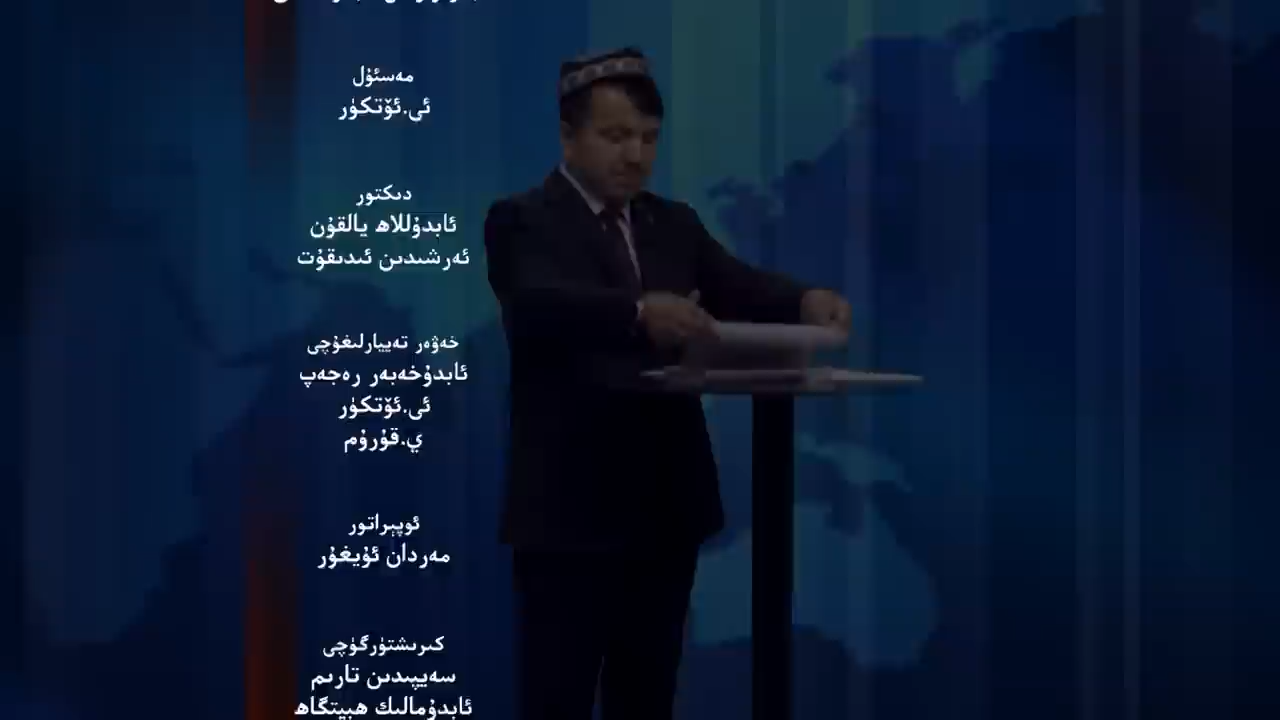 مەسئۇل
ئى.ئۆتكۈر
دىكتور
ئابدۇللاھ يالقۇن
ئەرشىدىن ئىدىقۇت
خەۋەر تەييارلىغۇچى
ئابدۇخەبەر رەجەپ
ئى.ئۆتكۈر
ي.قۇرۇم
ئوپېراتور
مەردان ئۇيغۇر
كىرىشتۈرگۈچى
سەيپىدىن تارىم
ئابدۇمالىك ھېيتگاھ